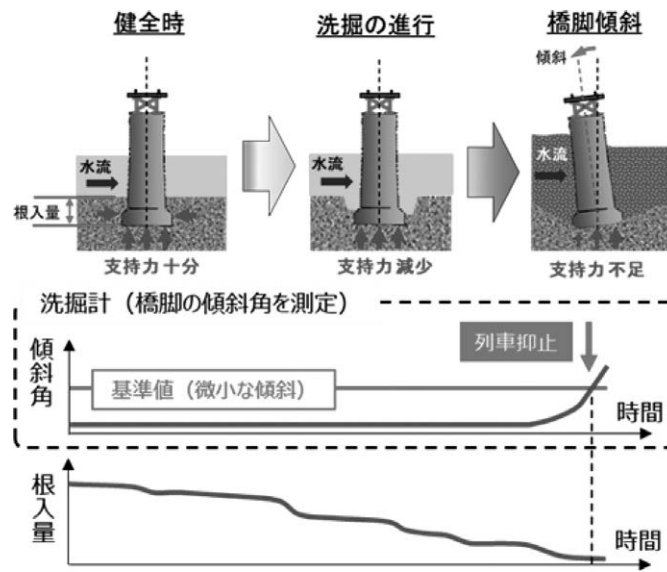 健全時
洗掘の進行
橋脚傾斜
傾斜
水流
水流
水流
根入量
支持力 十分
支持力 減少
支持力 不足
洗掘計（橋脚の傾斜角を測定）
列車抑止
傾斜角
基準値（微小な傾斜）
時間
根入量
時間